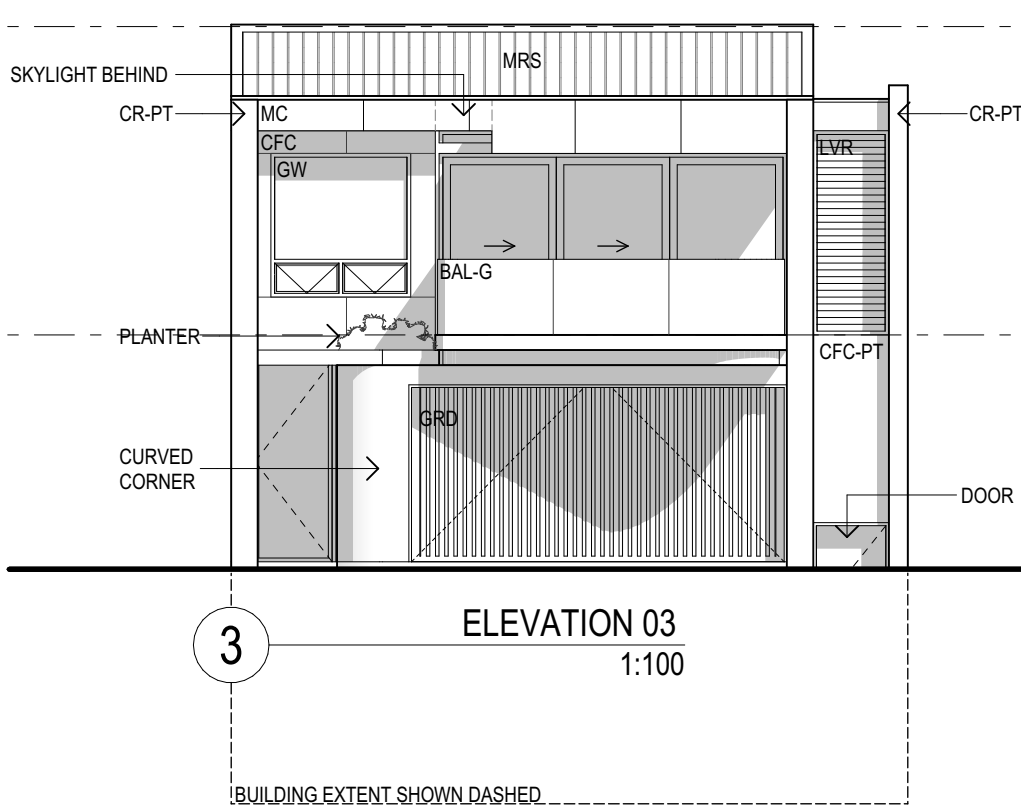 MRS
SKYLIGHT BEHIND
CR-PT
MC
CR-PT
CFC
LVR
GW
BAL-G
PLANTER
CFC-PT
GRD
CURVED
CORNER
DOOR
3
ELEVATION 03
1:100
BUILDING EXTENT SHOWN DASHED